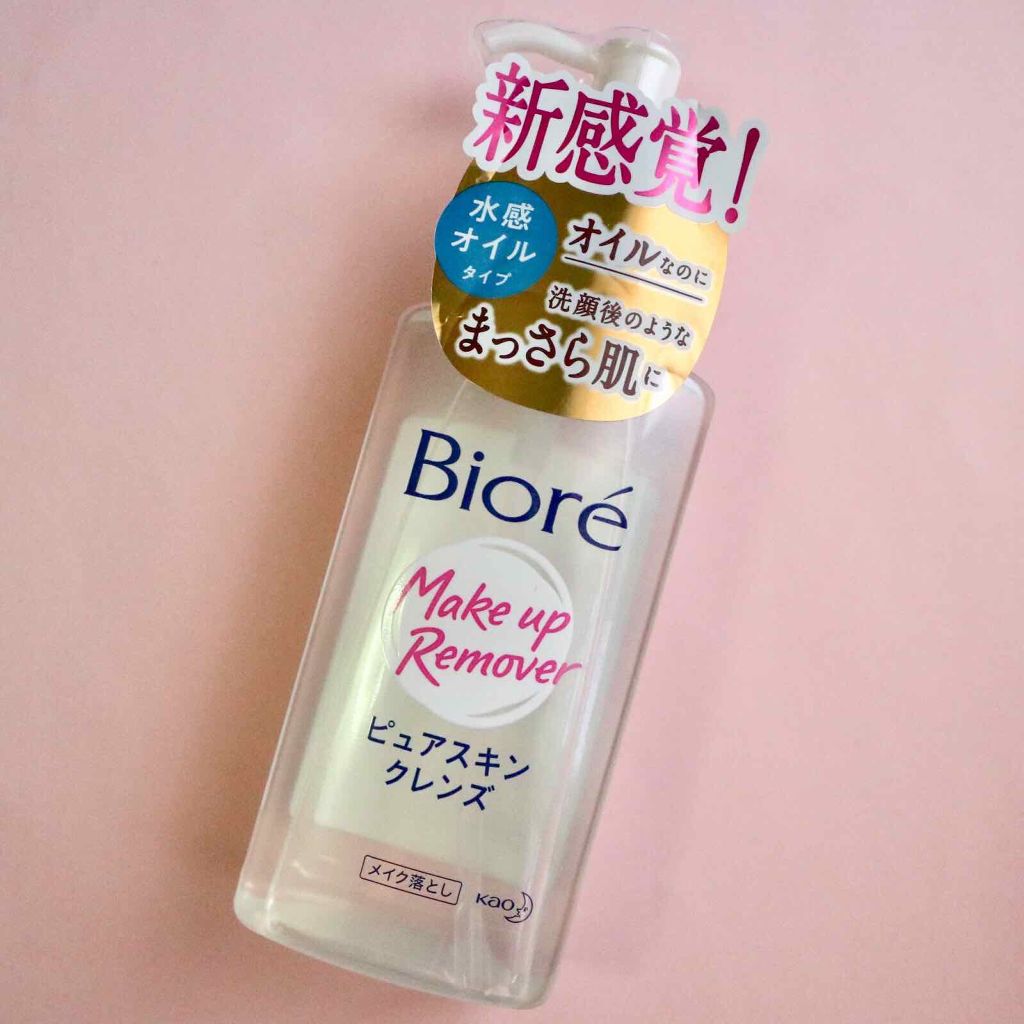 新感覚!
水感
オイル
タイプ
オイルなのに
洗顔後のような
まっさら肌に
Bioré
Make up
Remover
ピュアスキン
クレンズ
メイク落とし
Kao